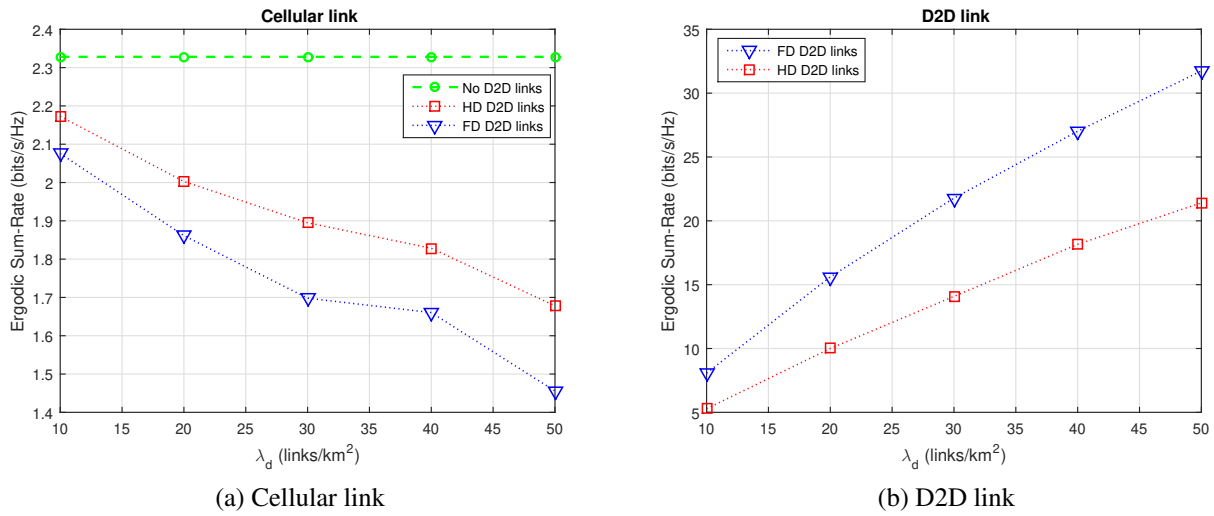 Cellular link
2.4
2.3
2.2
2.1
2
1.9
1.8
1.7
1.6
1.5
1.4
Ergodic Sum-Rate (bits/s/Hz)
No D2D links
HD D2D links
FD D2D links
10 15 20 25 30 35 40 45 50
λd (links/km²)
(a) Cellular link
D2D link
35
30
25
20
15
10
5
Ergodic Sum-Rate (bits/s/Hz)
FD D2D links
HD D2D links
10 15 20 25 30 35 40 45 50
λd (links/km²)
(b) D2D link